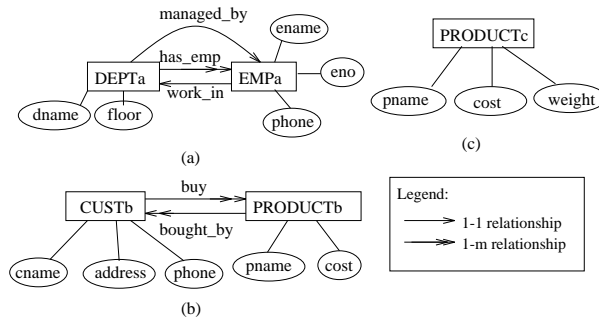 managed_by
ename
has_emp
DEPTa
EMPa
eno
work_in
dname
floor
phone
(a)
PRODUCTc
pname
cost
weight
(c)
buy
CUSTb
PRODUCTb
bought_by
cname
address
phone
pname
cost
(b)
Legend:
1-1 relationship
1-m relationship